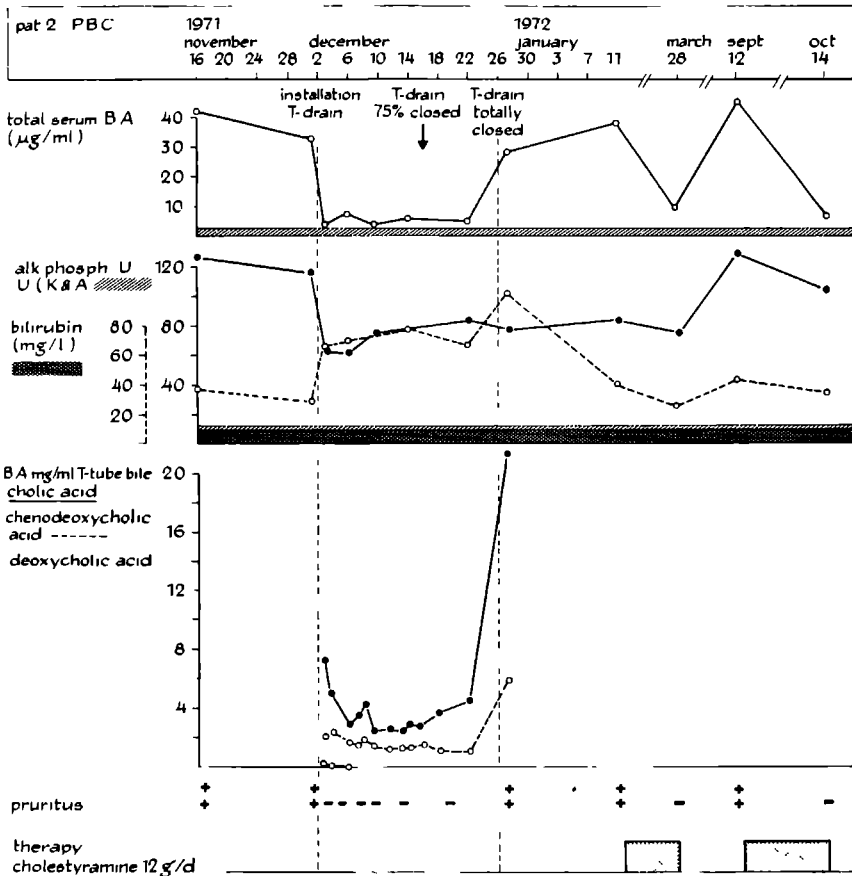 pat 2 PBC
1971 1972
november december january march sept oct
16 20 24 28 2 6 10 14 18 22 26 30 3 7 11 28 12 14
installation T-drain T-drain
T-drain 75% closed totally
closed
total serum BA
(µg/ml)
40
30
20
10
alk phosph U
U (K&A
120
bilirubin
(mg/l)
80 80
60
40 40
20
BA mg/ml T-tube bile
cholic acid
chenodeoxycholic
acid -----
deoxycholic acid
20
16
12
8
4
+ + + + +
pruritus + + - - - - - - + + - + -
therapy
cholestyramine 12g/d